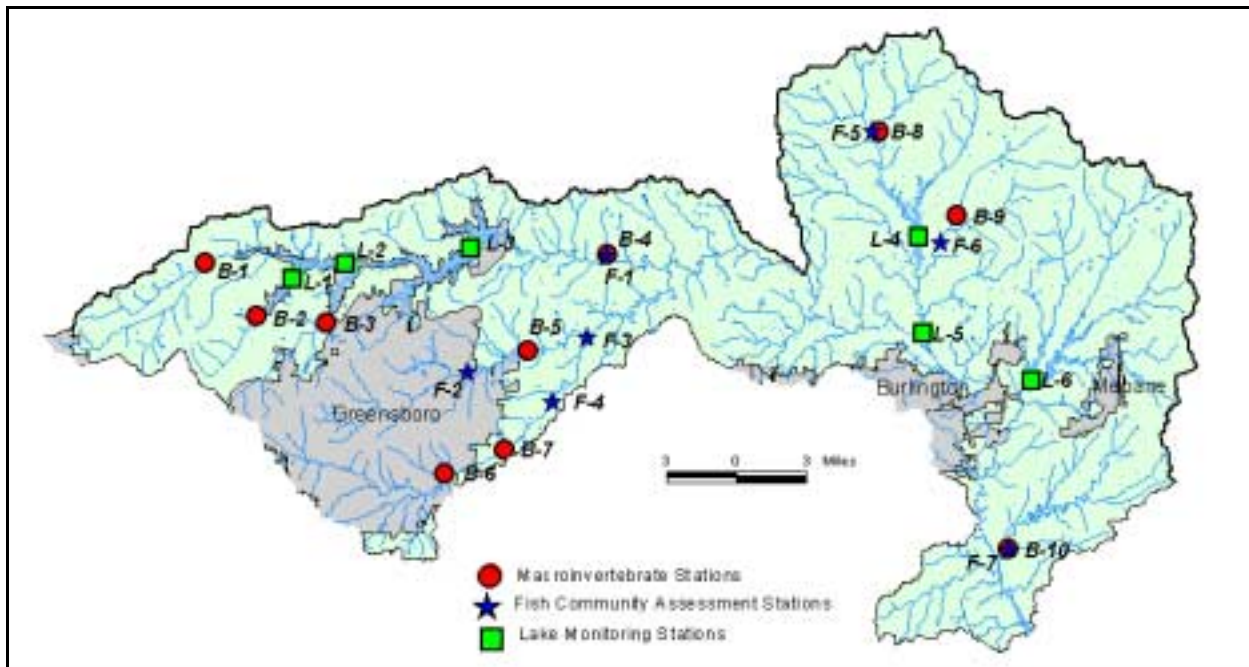 F-5 B-8
B-9
L-4 F-6
L-3 B-4
L-2 F-1
B-1 L-1
B-2 B-3 B-5 F-3 L-5
F-2 Burlington L-6 Mebane
Greensboro F-4
B-7
B-6
3 0 3 Miles
F-7 B-10
Macroinvertebrate Stations
Fish Community Assessment Stations
Lake Monitoring Stations